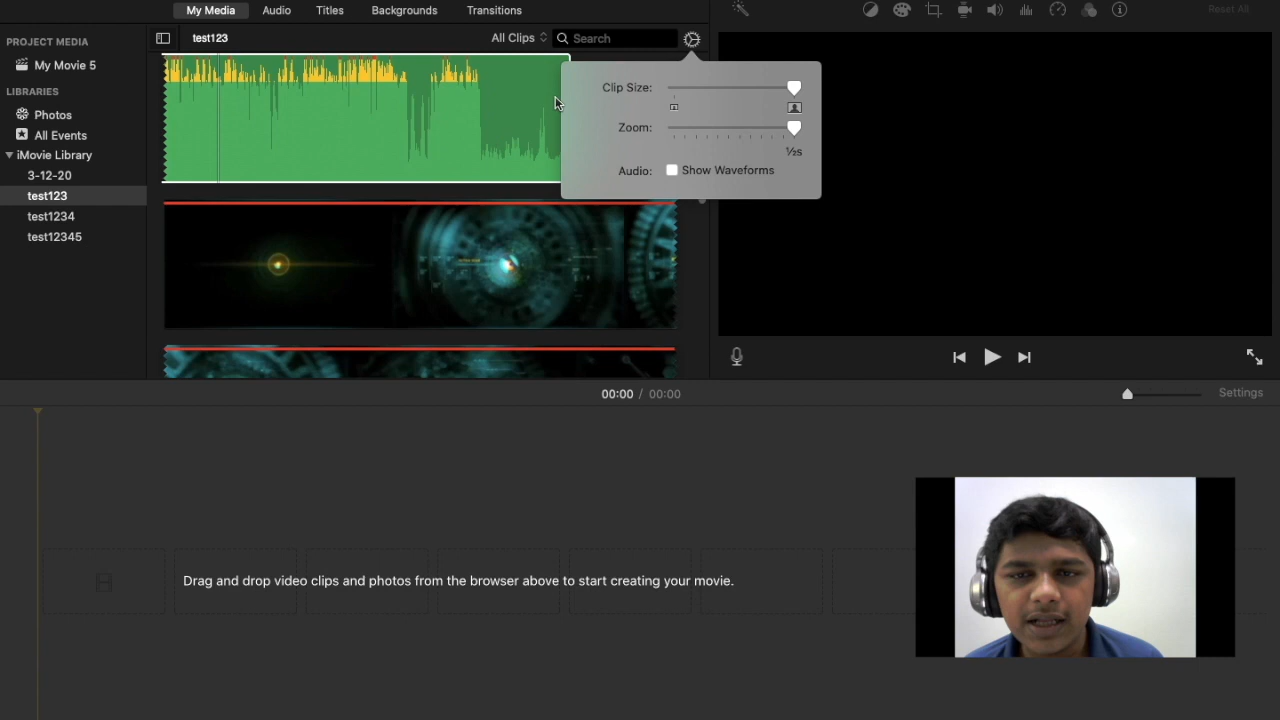 My Media Audio Titles Backgrounds Transitions
Reset All
PROJECT MEDIA
My Movie 5
LIBRARIES
Photos
All Events
iMovie Library
3-12-20
test123
test1234
test12345
test123 All Clips Search
Clip Size:
Zoom:
½s
Audio: Show Waveforms
00:00 / 00:00
Settings
Drag and drop video clips and photos from the browser above to start creating your movie.